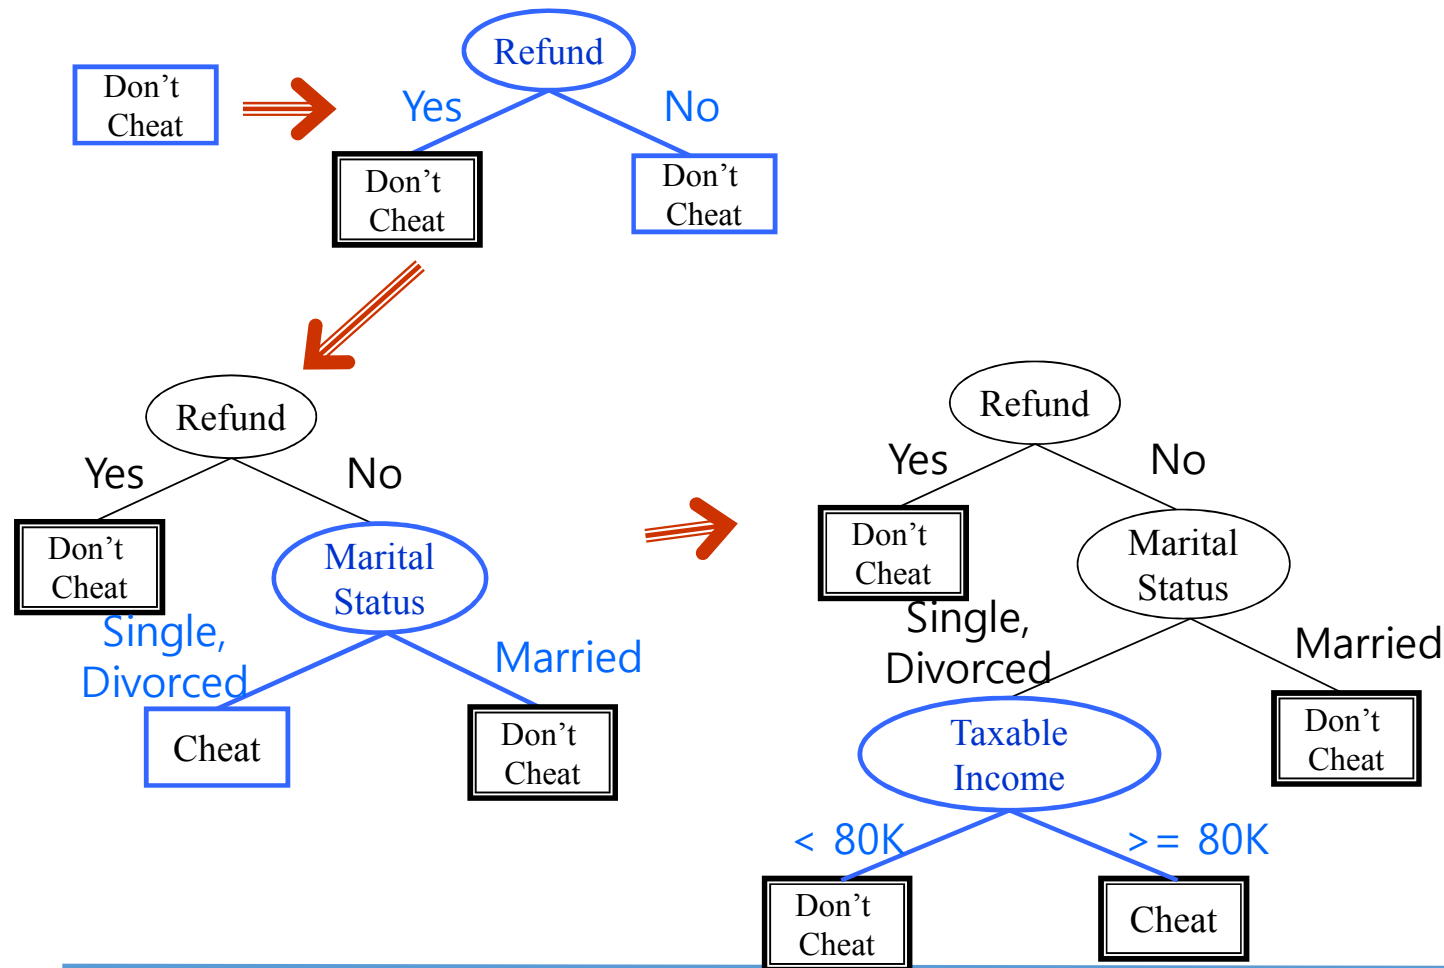 Don't
Cheat
Refund
Yes
No
Don't
Cheat
Don't
Cheat
Refund
Yes
No
Don't
Cheat
Marital
Status
Single,
Divorced
Married
Cheat
Don't
Cheat
Refund
Yes
No
Don't
Cheat
Marital
Status
Single,
Divorced
Married
Taxable
Income
Don't
Cheat
< 80K
>= 80K
Don't
Cheat
Cheat